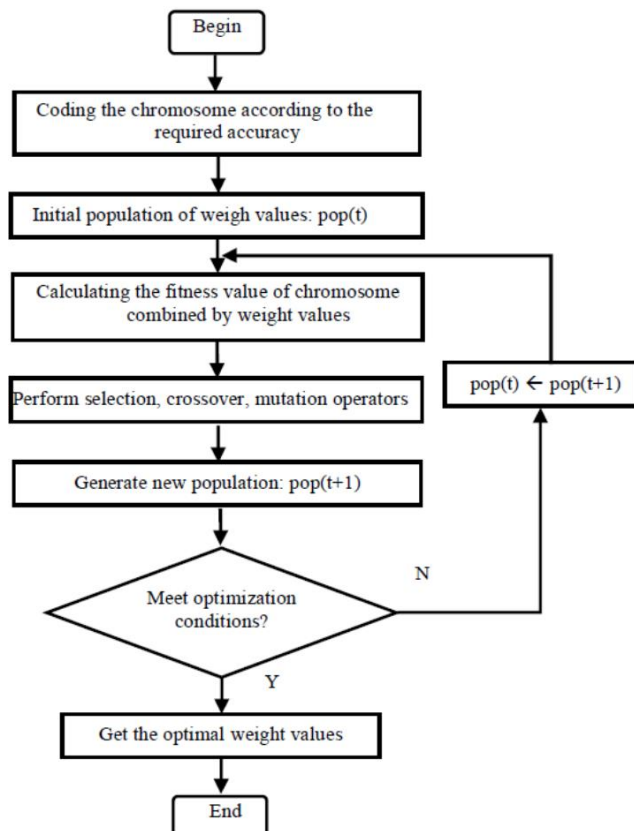 Begin
Coding the chromosome according to the
required accuracy
Initial population of weigh values: pop(t)
Calculating the fitness value of chromosome
combined by weight values
pop(t) ← pop(t+1)
Perform selection, crossover, mutation operators
Generate new population: pop(t+1)
N
Meet optimization
conditions?
Y
Get the optimal weight values
End